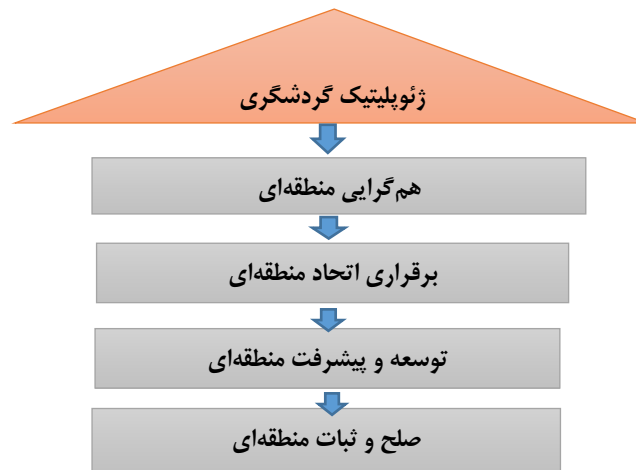 ژئوپلیتیک گردشگری
هم‌گرایی منطقه‌ای
برقراری اتحاد منطقه‌ای
توسعه و پیشرفت منطقه‌ای
صلح و ثبات منطقه‌ای